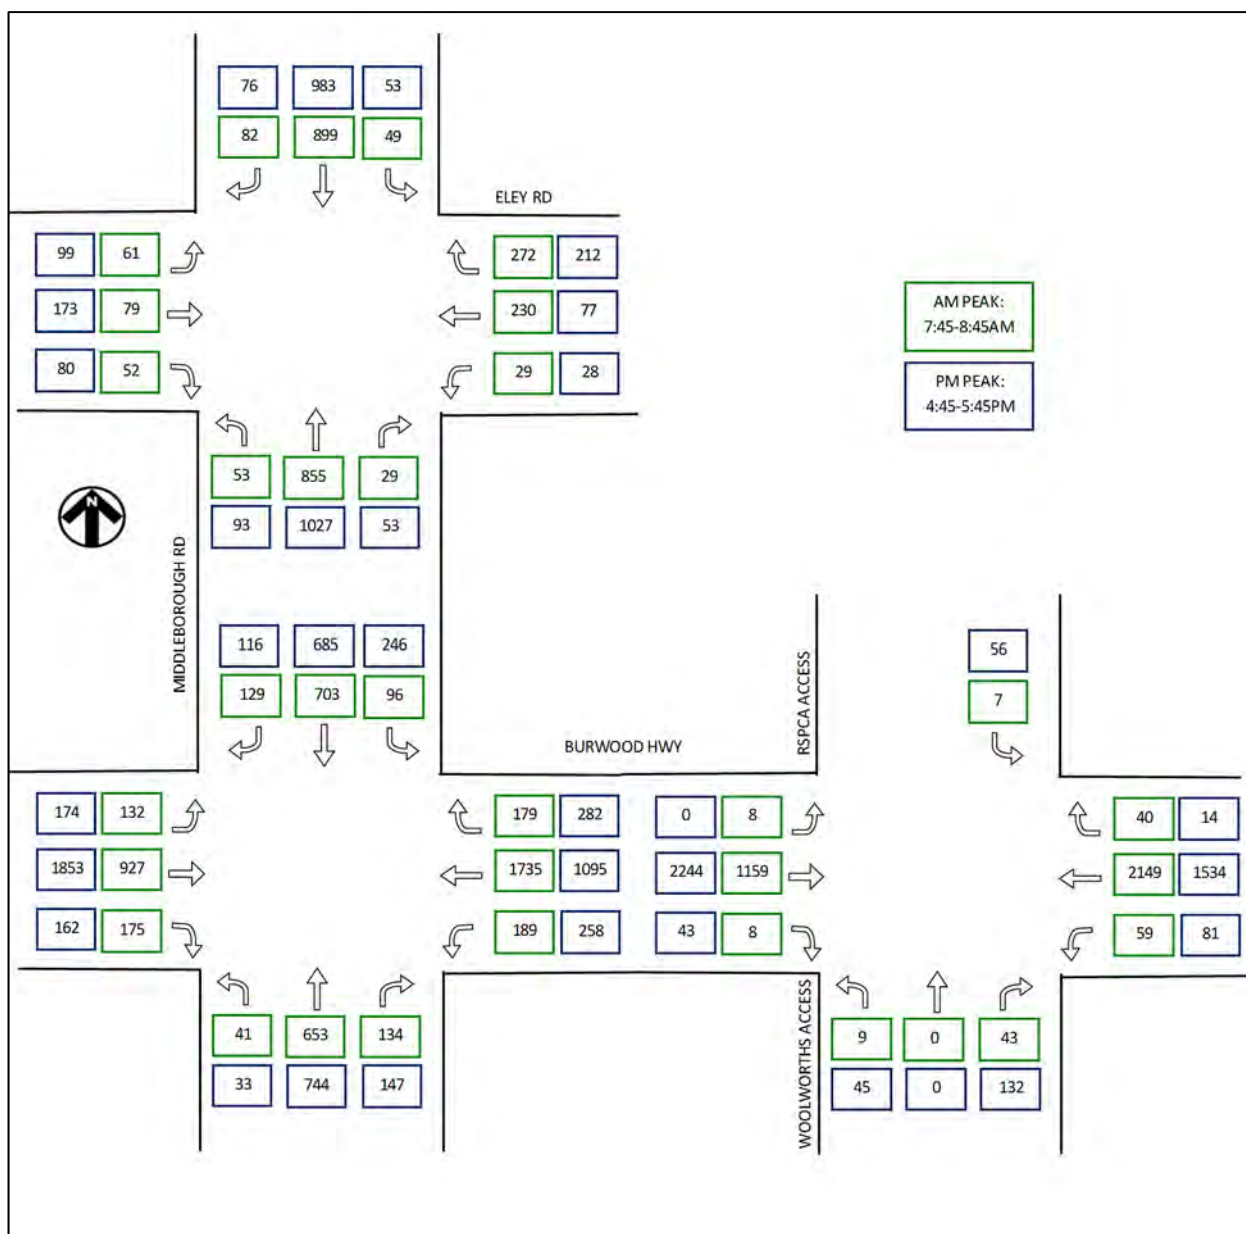 76 983 53
82 899 49
ELEY RD
99 61 272 212
173 79 230 77
80 52 29 28
AM PEAK:
7:45-8:45AM
PM PEAK:
4:45-5:45PM
53 855 29
93 1027 53
N
MIDDLEBOROUGH RD
116 685 246
129 703 96
RSPCA ACCESS
56
7
BURWOOD HWY
174 132 179 282 0 8 40 14
1853 927 1735 1095 2244 1159 2149 1534
162 175 189 258 43 8 59 81
41 653 134
33 744 147
WOOLWORTHS ACCESS
9 0 43
45 0 132